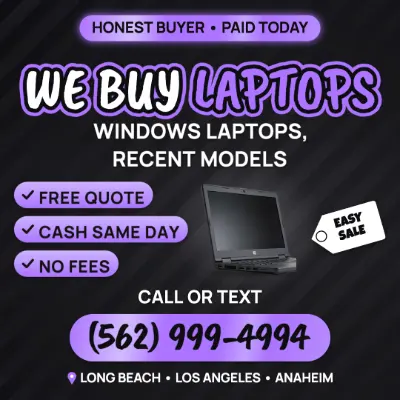 HONEST BUYER • PAID TODAY
WE BUY LAPTOPS
WINDOWS LAPTOPS,
RECENT MODELS
✓ FREE QUOTE
✓ CASH SAME DAY
✓ NO FEES
EASY
SALE
CALL OR TEXT
(562) 999-4994
LONG BEACH • LOS ANGELES • ANAHEIM